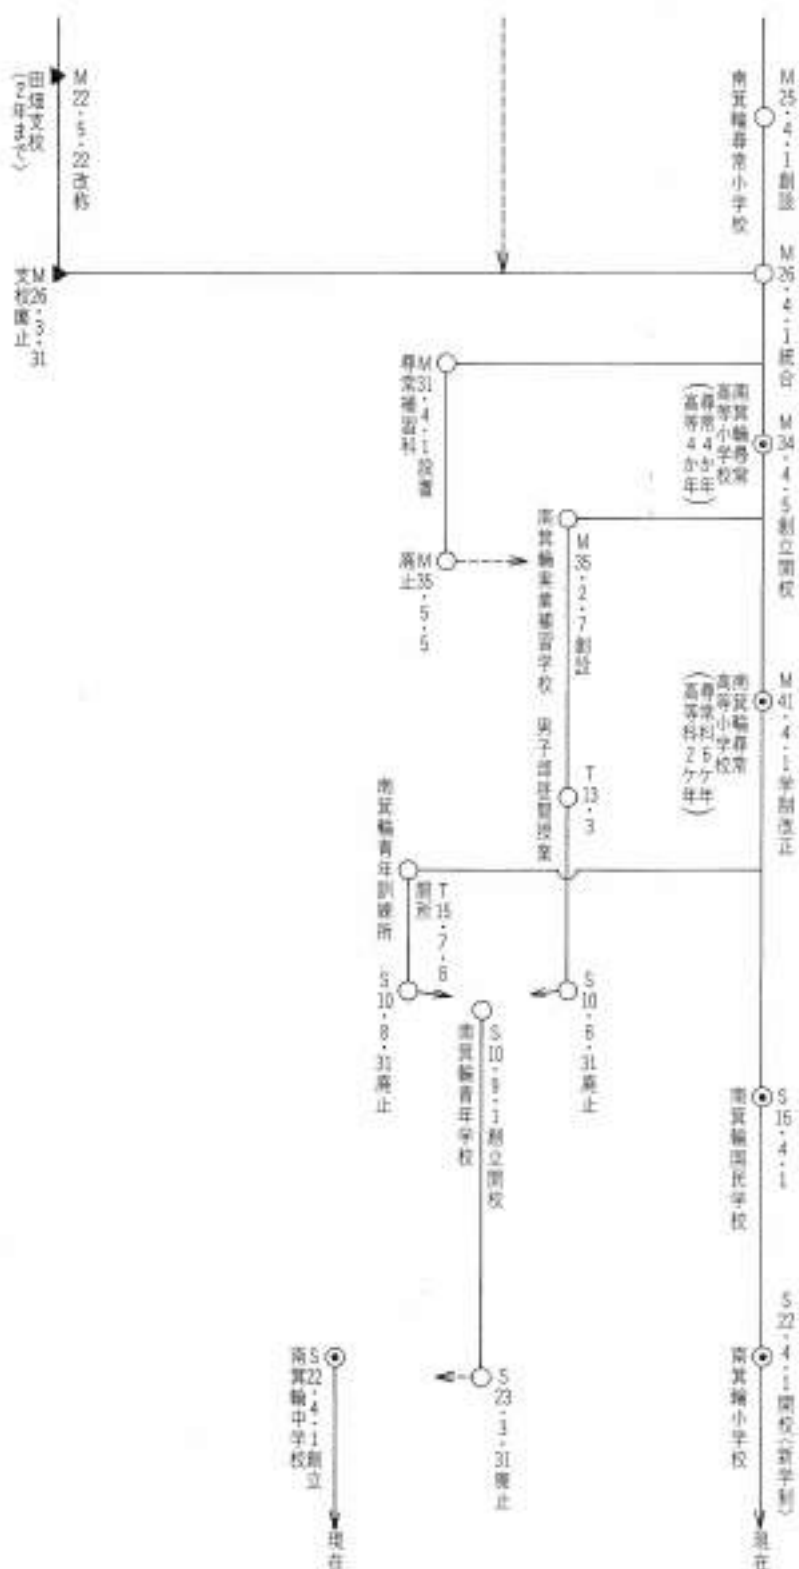 M25・4・1創設
南箕輪尋常小学校
M26・4・1統合
M34・4・5創立開校
南箕輪尋常
高等小学校
(尋常4か年
高等4か年)
M41・4・1学制改正
南箕輪尋常
高等小学校
(尋常科6ケ年
高等科2ケ年)
S16・4・1
南箕輪国民学校
S22・4・1開校〈新学制〉
南箕輪小学校
現在
M35・2・7創設
南箕輪実業補習学校
T13・3
男子部昼間授業
S10・8・31廃止
S10・9・1創立開校
南箕輪青年学校
S23・3・31廃止
M31・4・1設置
尋常補習科
M35・5・5
廃止
T15・7・6
開所
南箕輪青年訓練所
S10・8・31廃止
S22・4・1創立
南箕輪中学校
現在
M22・5・22改称
田畑支校
(2年まで)
M26・3・31
支校廃止